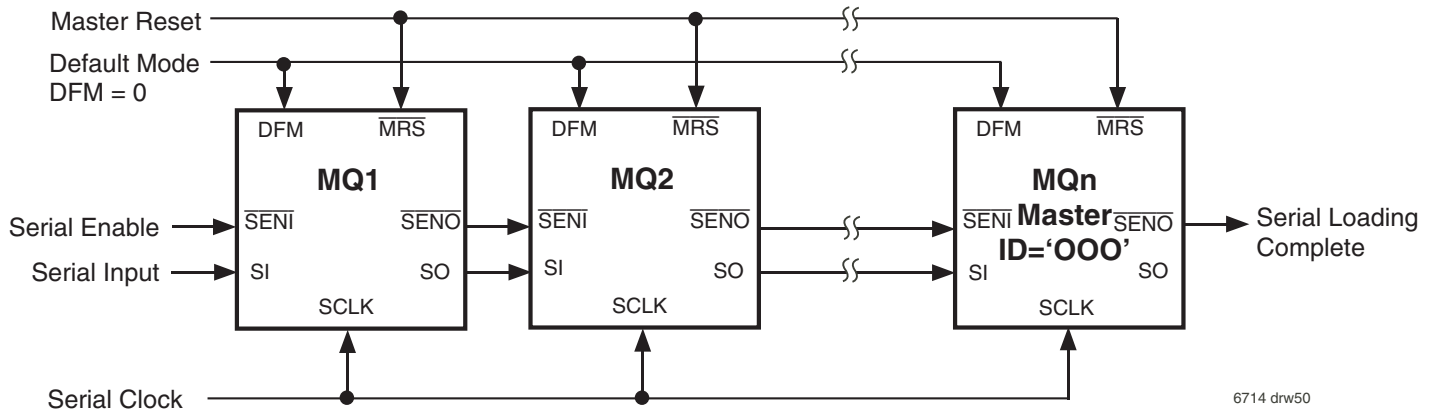 Master Reset
Default Mode
DFM = 0
DFM
MRS
DFM
MRS
DFM
MRS
MQ1
MQ2
MQn
Master
ID='OOO'
Serial Enable
SENI
SENO
SENI
SENO
SENI
SENO
Serial Loading
Complete
Serial Input
SI
SO
SI
SO
SI
SO
SCLK
SCLK
SCLK
Serial Clock
6714 drw50